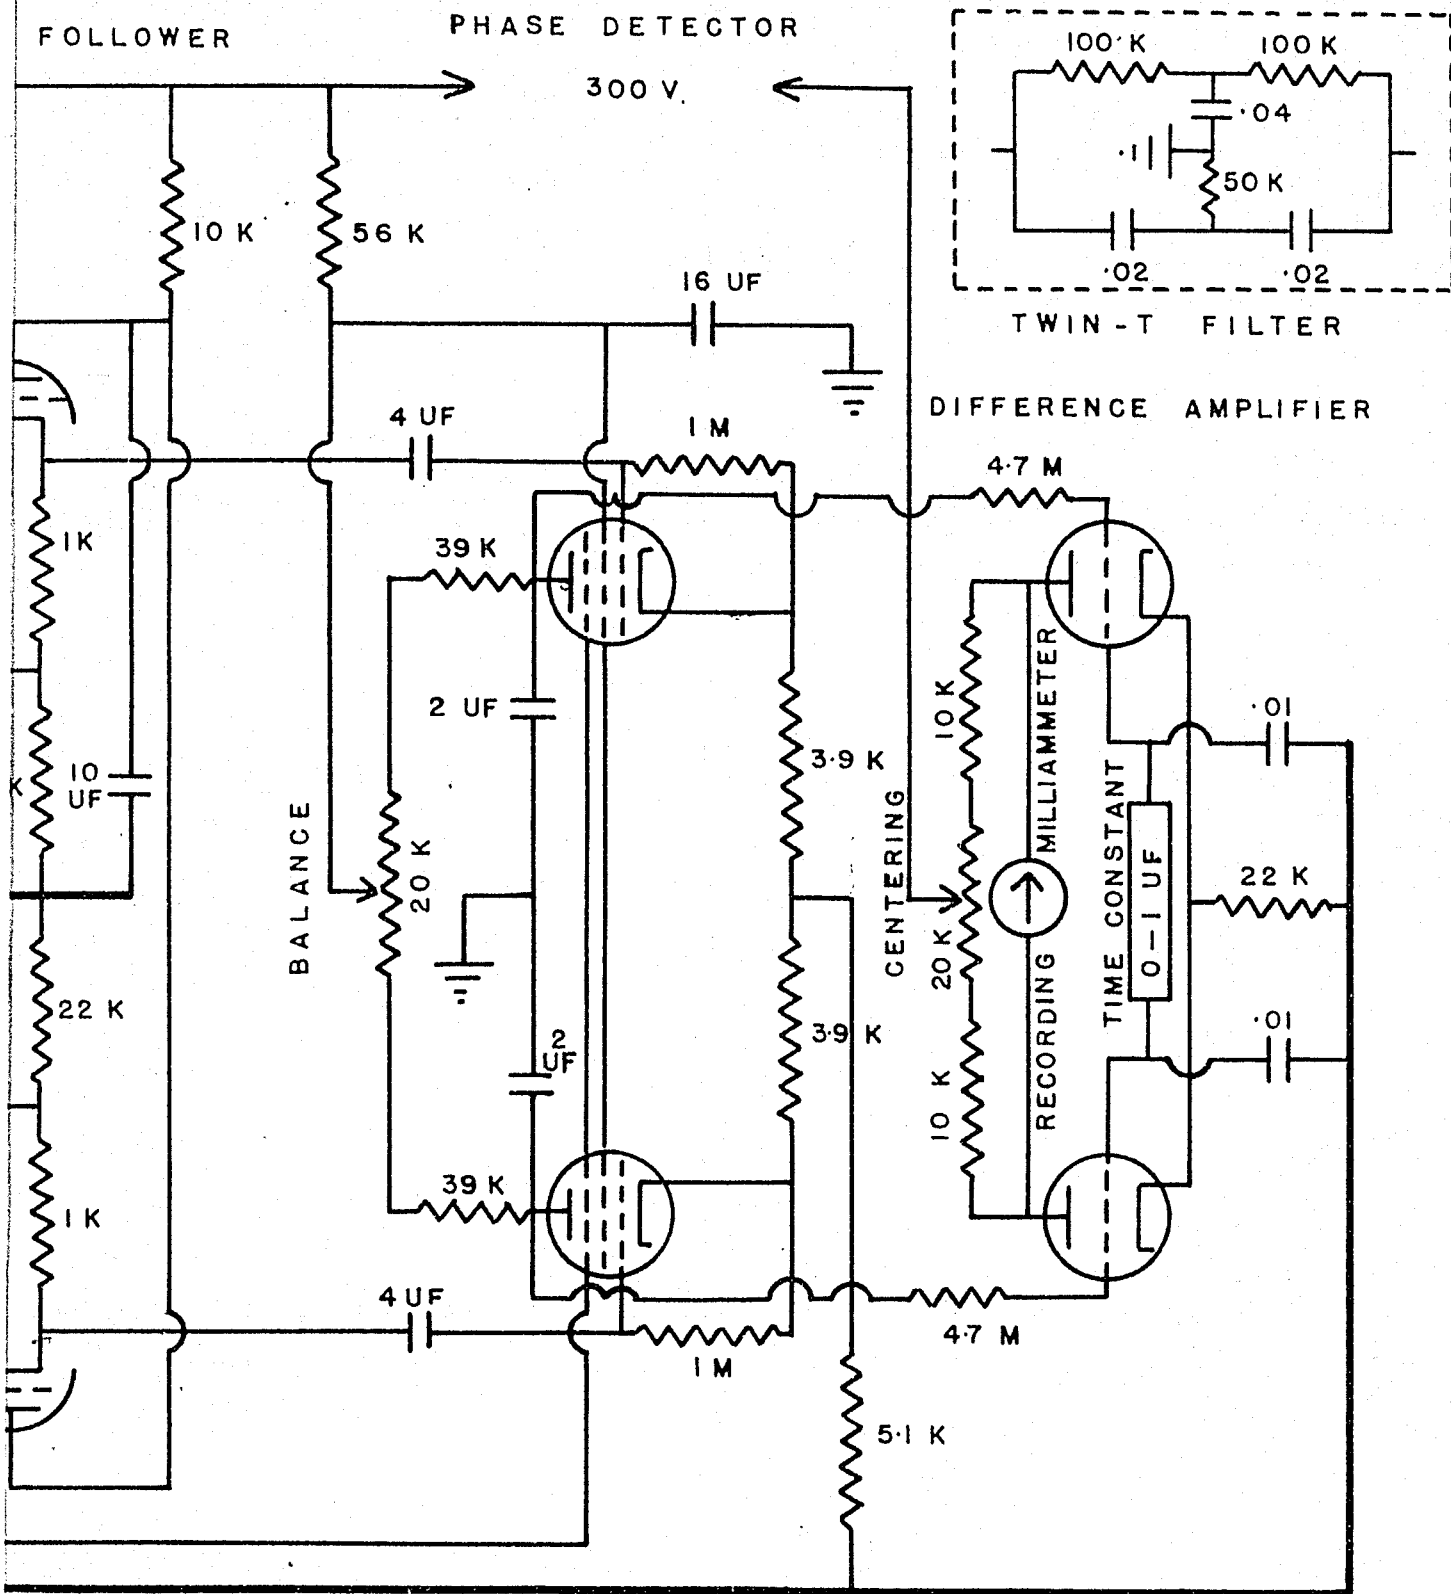 FOLLOWER
PHASE DETECTOR
300 V.
100 K
100 K
.04
.1
50 K
.02
.02
TWIN-T FILTER
10 K
56 K
16 UF
4 UF
1 M
DIFFERENCE AMPLIFIER
4.7 M
1K
39 K
2 UF
3.9 K
10 K
MILLIAMMETER
.01
K
10
UF
BALANCE
20 K
CENTERING
20 K
RECORDING
TIME CONSTANT
0-1 UF
22 K
22 K
2
UF
3.9 K
10 K
.01
1 K
39 K
4 UF
1 M
4.7 M
5.1 K